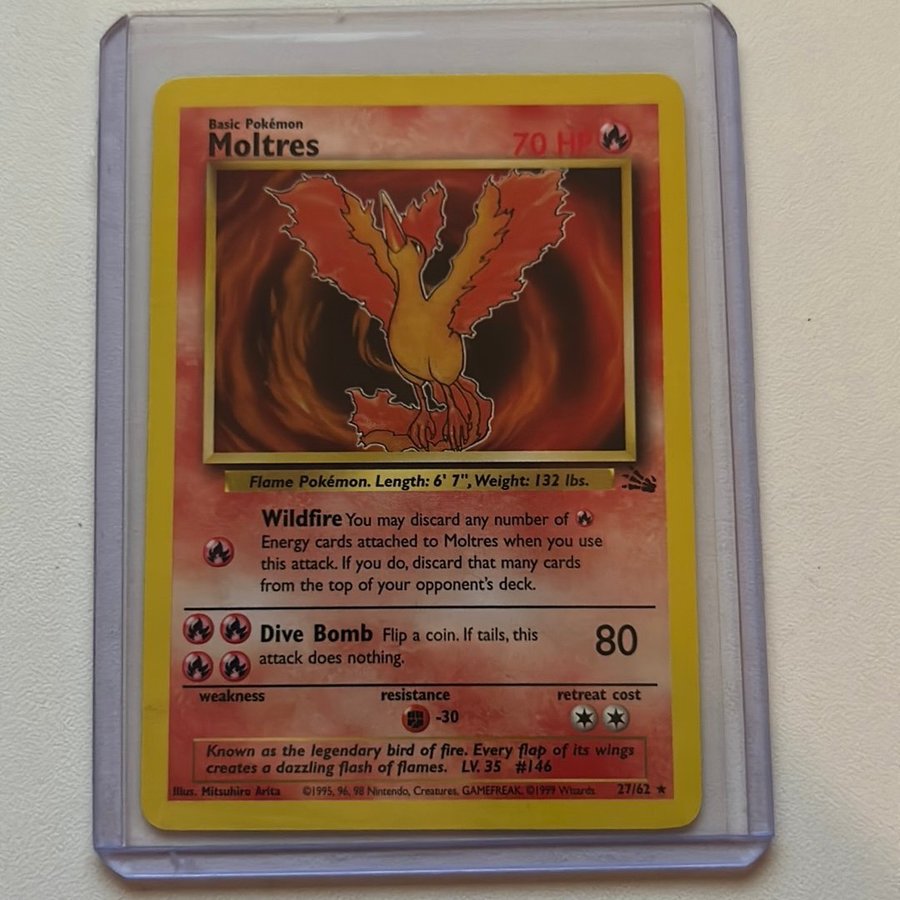 Basic Pokémon
Moltres 70 HP
Flame Pokémon. Length: 6' 7", Weight: 132 lbs.
Wildfire You may discard any number of
Energy cards attached to Moltres when you use
this attack. If you do, discard that many cards
from the top of your opponent's deck.
Dive Bomb Flip a coin. If tails, this
attack does nothing.
80
weakness resistance retreat cost
-30
Known as the legendary bird of fire. Every flap of its wings
creates a dazzling flash of flames. LV. 35 #146
Illus. Mitsuhiro Arita ©1995, 96, 98 Nintendo, Creatures, GAMEFREAK. ©1999 Wizards. 27/62 ★